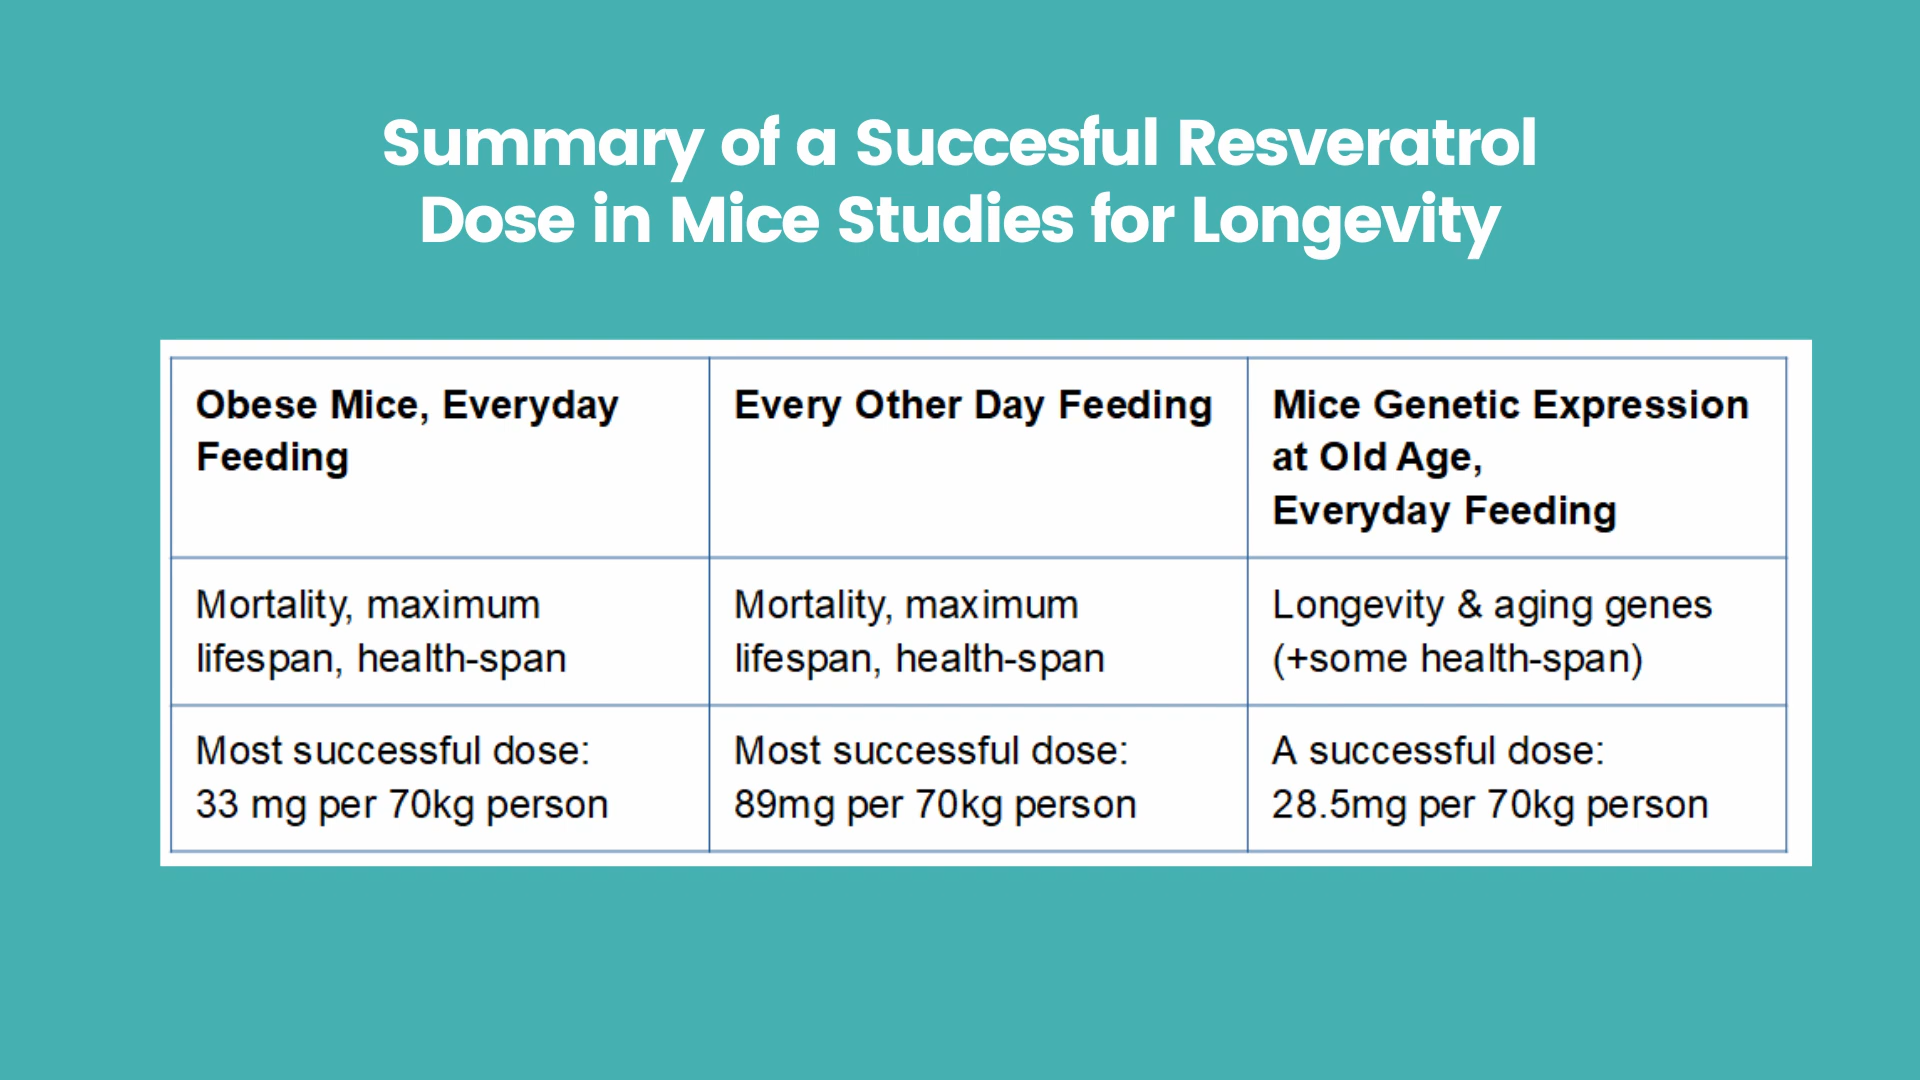 Summary of a Succesful Resveratrol
Dose in Mice Studies for Longevity
Obese Mice, Everyday
Feeding
Every Other Day Feeding
Mice Genetic Expression
at Old Age,
Everyday Feeding
Mortality, maximum
lifespan, health-span
Mortality, maximum
lifespan, health-span
Longevity & aging genes
(+some health-span)
Most successful dose:
33 mg per 70kg person
Most successful dose:
89mg per 70kg person
A successful dose:
28.5mg per 70kg person